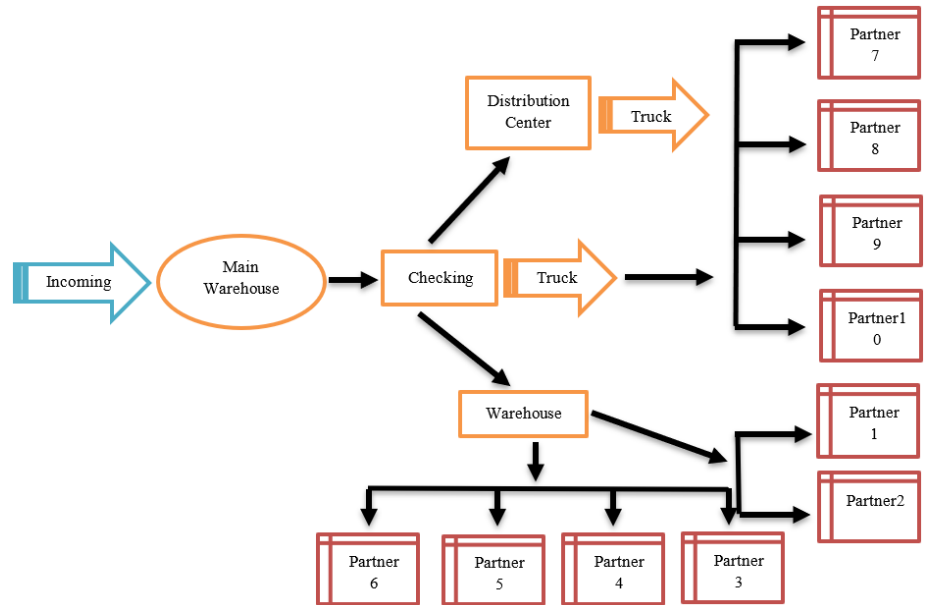 Partner
7
Distribution
Center
Truck
Partner
8
Partner
9
Main
Warehouse
Incoming
Checking
Truck
Partner1
0
Warehouse
Partner
1
Partner2
Partner
6
Partner
5
Partner
4
Partner
3